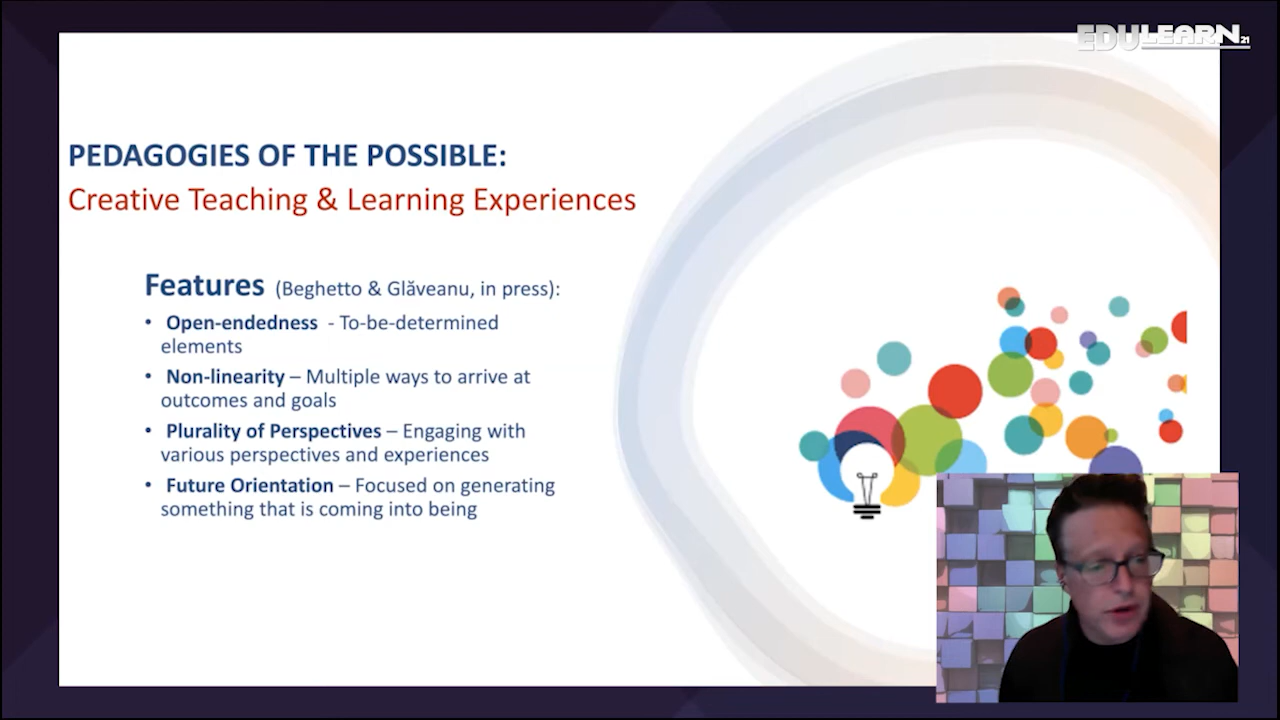 EDULEARN21
PEDAGOGIES OF THE POSSIBLE:
Creative Teaching & Learning Experiences
Features (Beghetto & Glăveanu, in press):
• Open-endedness - To-be-determined
elements
• Non-linearity – Multiple ways to arrive at
outcomes and goals
• Plurality of Perspectives – Engaging with
various perspectives and experiences
• Future Orientation – Focused on generating
something that is coming into being